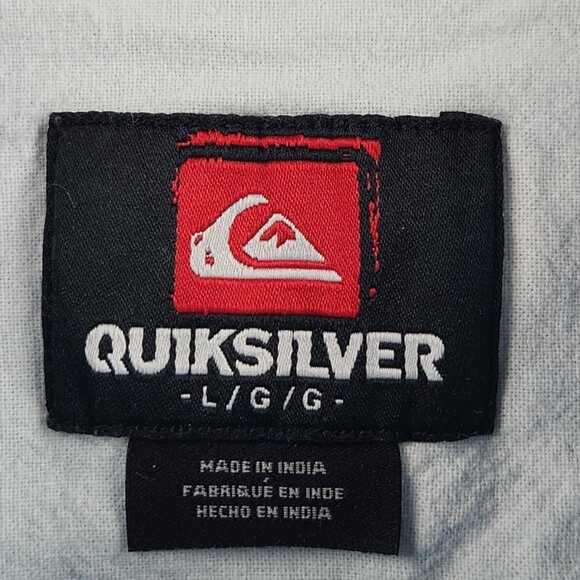 QUIKSILVER
- L / G / G -
MADE IN INDIA
FABRIQUÉ EN INDE
HECHO EN INDIA